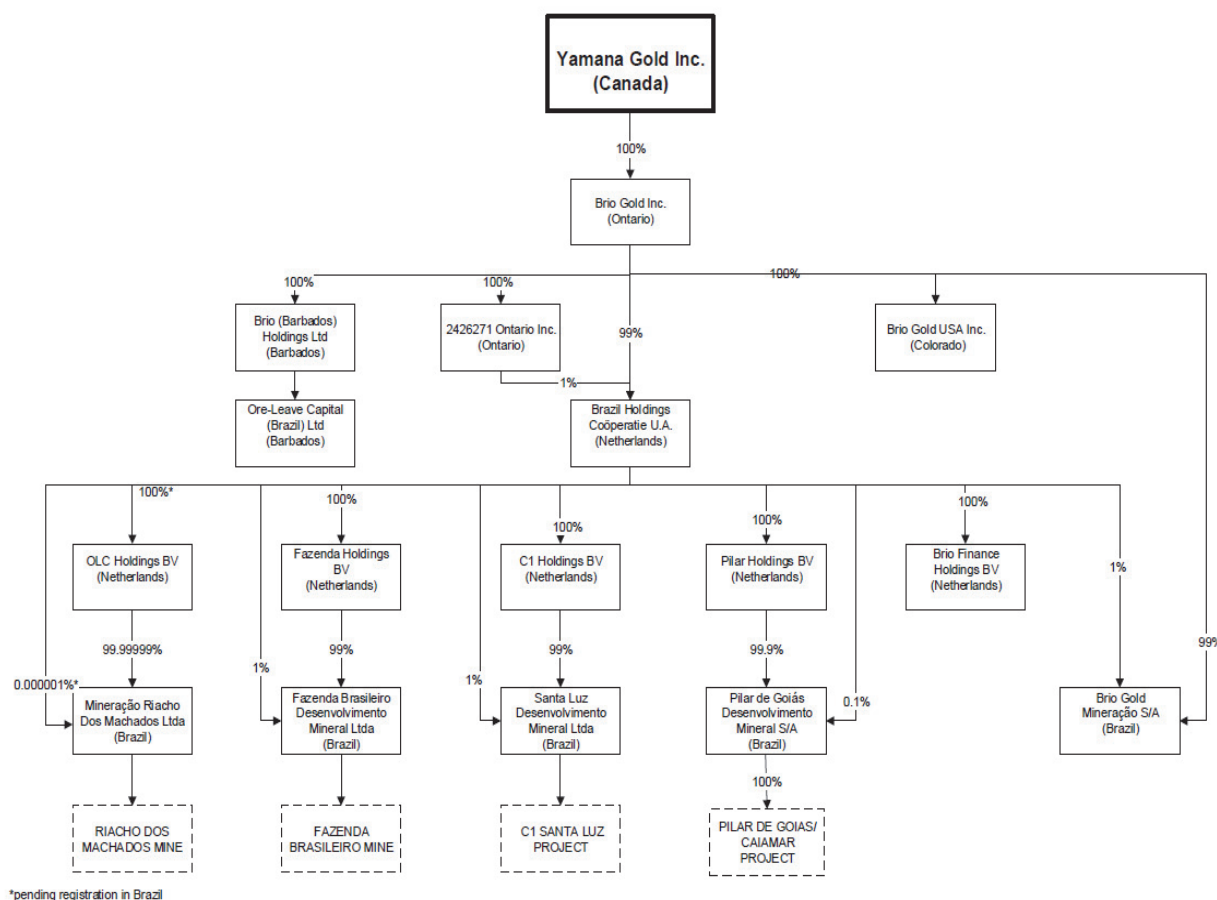 Yamana Gold Inc.
(Canada)
100%
Brio Gold Inc.
(Ontario)
100%
100%
100%
Brio (Barbados)
Holdings Ltd
(Barbados)
2426271 Ontario Inc.
(Ontario)
99%
Brio Gold USA Inc.
(Colorado)
1%
Ore-Leave Capital
(Brazil) Ltd
(Barbados)
Brazil Holdings
Coöperatie U.A.
(Netherlands)
100%*
100%
100%
100%
100%
OLC Holdings BV
(Netherlands)
Fazenda Holdings
BV
(Netherlands)
C1 Holdings BV
(Netherlands)
Pilar Holdings BV
(Netherlands)
Brio Finance
Holdings BV
(Netherlands)
1%
99.99999%
99%
99%
99.9%
99%
0.000001%*
1%
1%
0.1%
Mineração Riacho
Dos Machados Ltda
(Brazil)
Fazenda Brasileiro
Desenvolvimento
Mineral Ltda
(Brazil)
Santa Luz
Desenvolvimento
Mineral Ltda
(Brazil)
Pilar de Goiás
Desenvolvimento
Mineral S/A
(Brazil)
Brio Gold
Mineração S/A
(Brazil)
100%
RIACHO DOS
MACHADOS MINE
FAZENDA
BRASILEIRO MINE
C1 SANTA LUZ
PROJECT
PILAR DE GOIAS/
CAIAMAR
PROJECT
*pending registration in Brazil